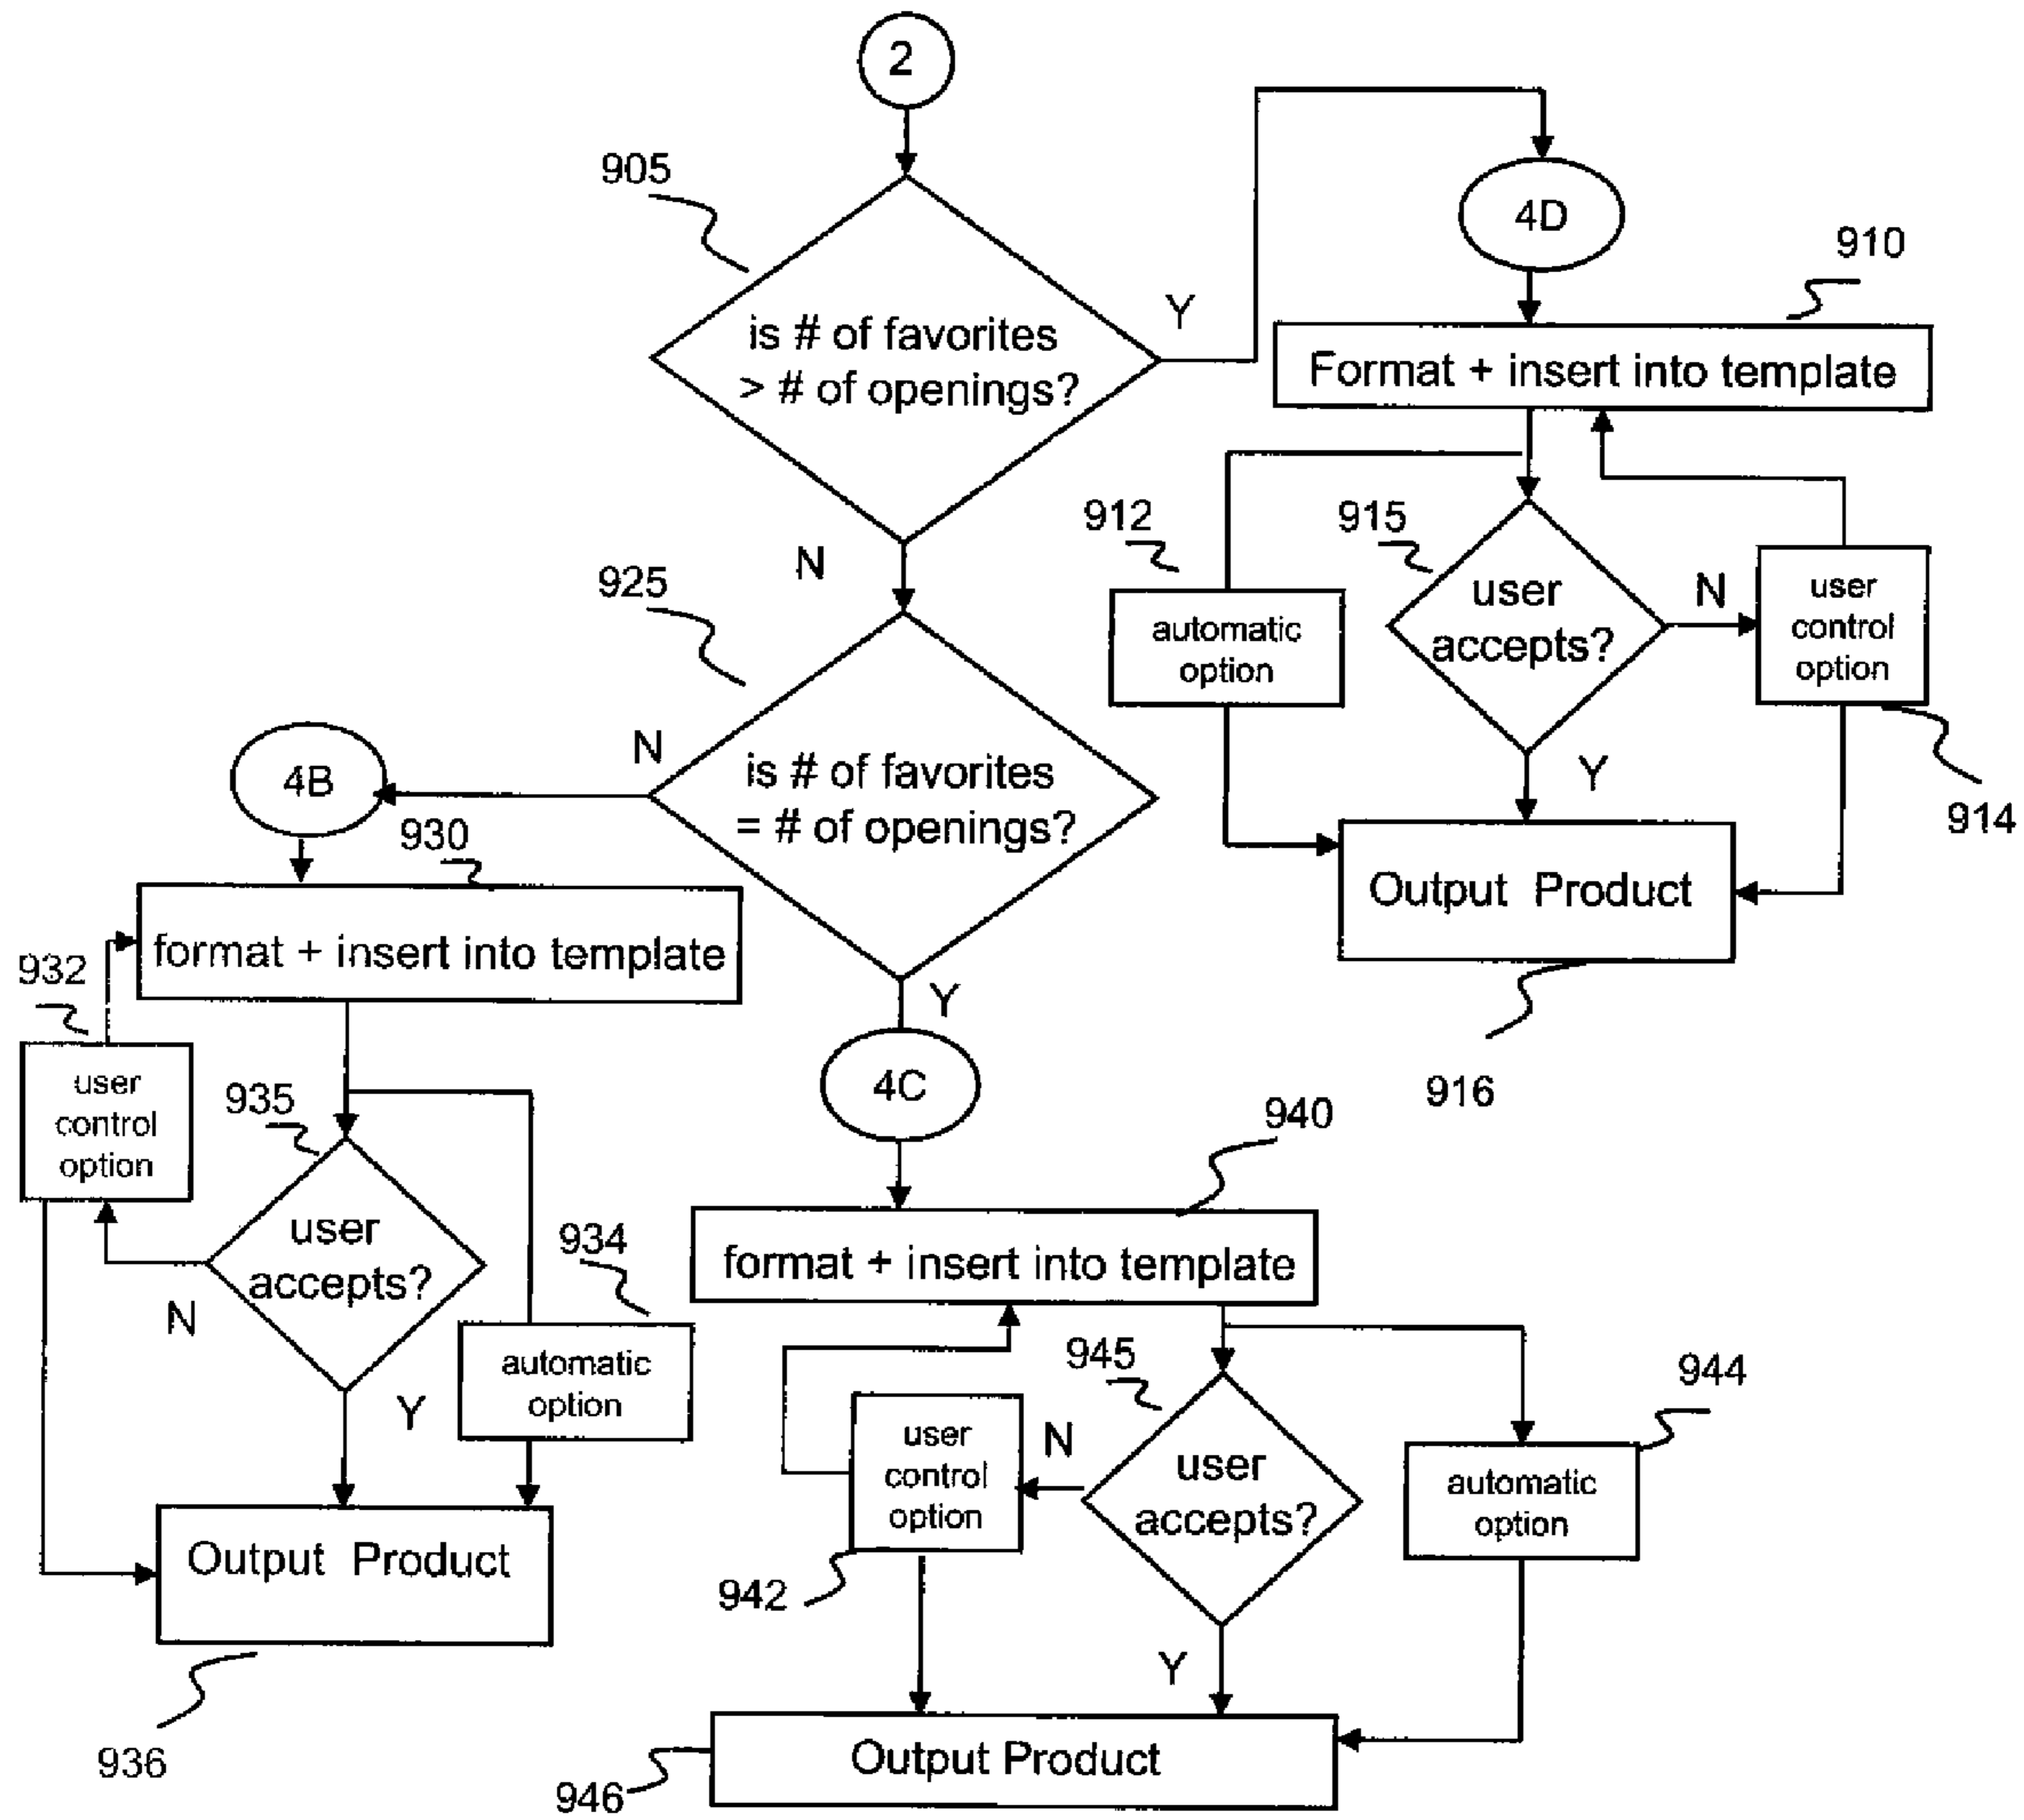 2
905
is # of favorites
> # of openings?
Y
4D
910
Format + insert into template
912
915
automatic
option
user
accepts?
N
user
control
option
914
Y
Output Product
916
N
925
is # of favorites
= # of openings?
N
4B
930
format + insert into template
932
user
control
option
935
user
accepts?
N
934
automatic
option
Y
Output Product
936
Y
4C
940
format + insert into template
945
944
user
control
option
N
user
accepts?
automatic
option
942
Y
Output Product
946